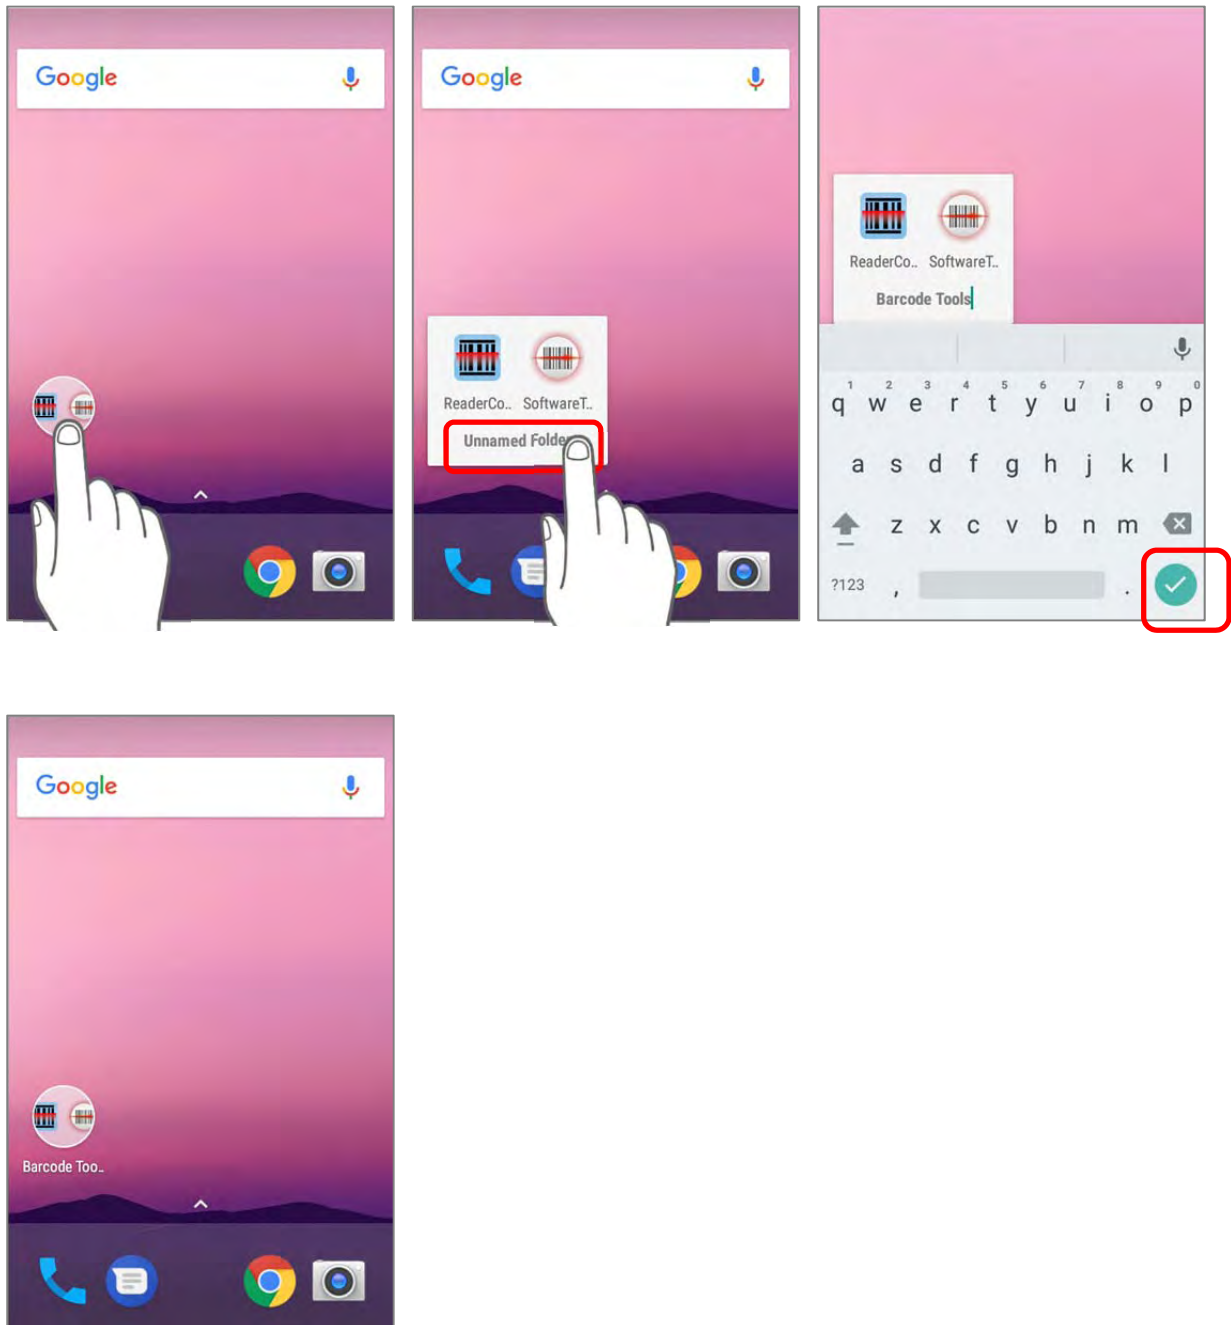 Google
Google
ReaderCo.. SoftwareT..
Unnamed Folde
ReaderCo.. SoftwareT..
Barcode Tools
1 2 3 4 5 6 7 8 9 0
q w e r t y u i o p
a s d f g h j k l
z x c v b n m
?123 , .
Google
Barcode Too..